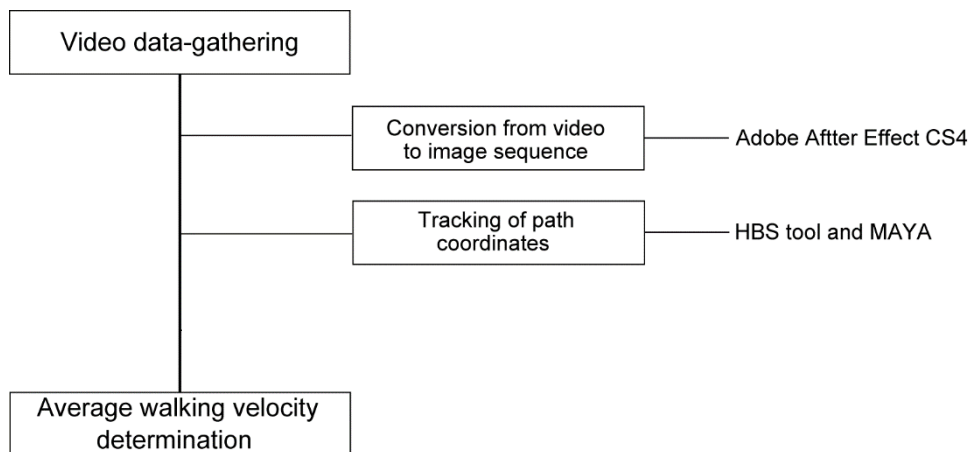 Video data-gathering
Conversion from video
to image sequence
Adobe Aftter Effect CS4
Tracking of path
coordinates
HBS tool and MAYA
Average walking velocity
determination